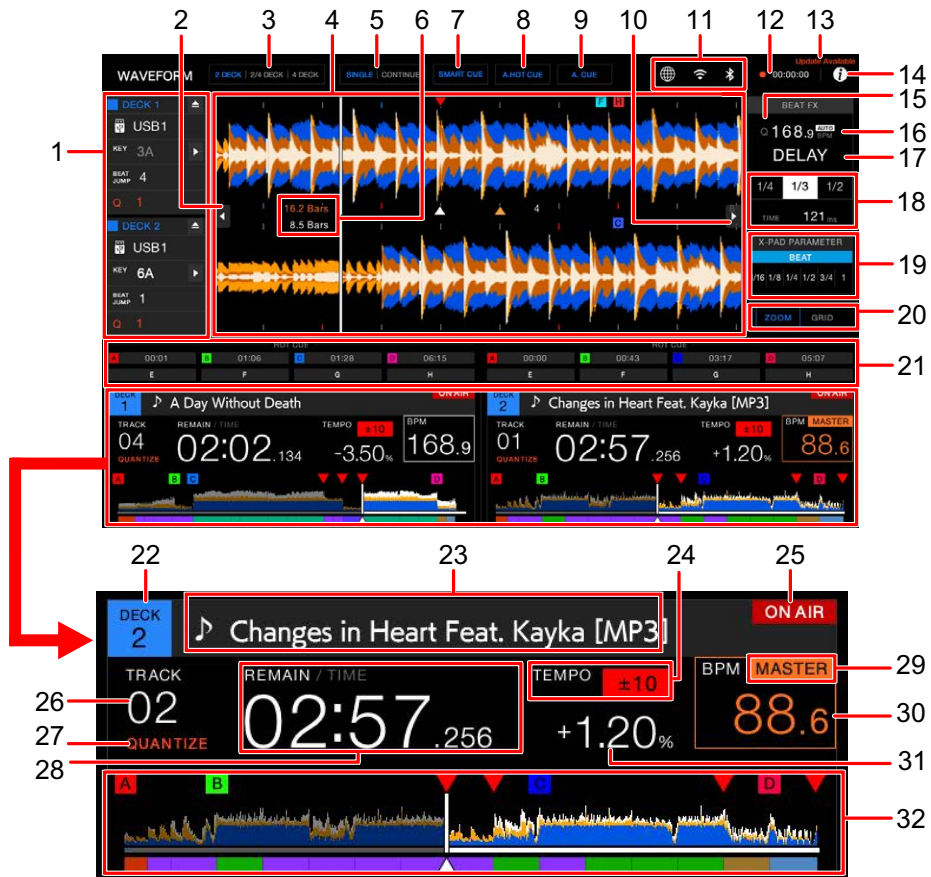 2 3 4 5 6 7 8 9 10 11 12 13
Update Available
WAVEFORM 2 DECK | 2/4 DECK | 4 DECK SINGLE | CONTINUE SMART CUE A.HOT CUE A. CUE 00:00:00 i 14
DECK 1 F H BEAT FX 15
USB1 Q 168.9 AUTO BPM 16
KEY 3A DELAY 17
1
BEAT JUMP 4 1/4 1/3 1/2
Q 1 16.2 Bars 4 TIME 121 ms 18
DECK 2 8.5 Bars C
USB1 X-PAD PARAMETER
KEY 6A BEAT 19
/16 1/8 1/4 1/2 3/4 1
BEAT JUMP 1
Q 1 ZOOM GRID 20
HOT CUE HOT CUE
A 00:01 B 01:06 C 01:28 D 06:15 A 00:00 B 00:43 C 03:17 D 05:07 21
E F G H E F G H
DECK 1 A Day Without Death ON AIR DECK 2 Changes in Heart Feat. Kayka [MP3] ON AIR
TRACK REMAIN / TIME TEMPO ±10 BPM TRACK REMAIN / TIME TEMPO ±10 BPM MASTER
04 02:02.134 -3.50% 168.9 01 02:57.256 +1.20% 88.6
QUANTIZE QUANTIZE
A B C D A B C D
22 23 24 25
DECK 2 Changes in Heart Feat. Kayka [MP3] ON AIR
TRACK REMAIN / TIME TEMPO ±10 BPM MASTER 29
26 02 02:57.256 +1.20% 88.6 30
27 QUANTIZE
28 31
A B C D
32